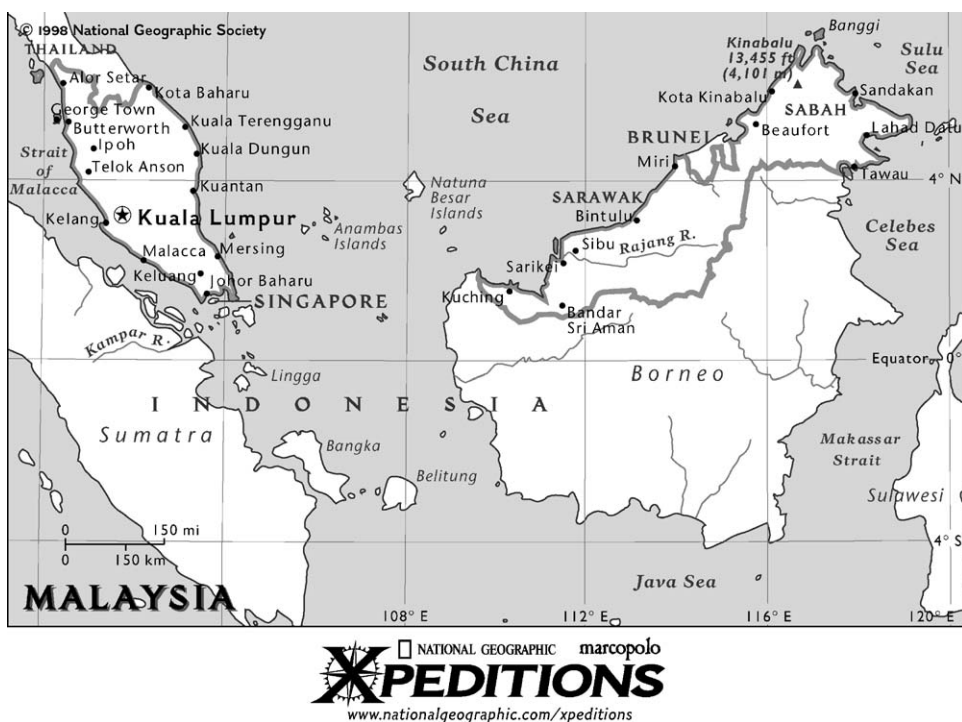 © 1998 National Geographic Society
THAILAND
Alor Setar
Kota Baharu
George Town
Butterworth
Kuala Terengganu
Ipoh
Kuala Dungun
Telok Anson
Strait
of
Malacca
Kuantan
Kelang
Kuala Lumpur
Malacca
Mersing
Keluang
Johor Baharu
SINGAPORE
Kampar R.
Lingga
INDONESIA
Sumatra
Bangka
Belitung
South China
Sea
Natuna
Besar
Islands
Anambas
Islands
Banggi
Kinabalu
13,455 ft
(4,101 m)
Sulu
Sea
Kota Kinabalu
SABAH
Sandakan
BRUNEI
Beaufort
Lahad Datu
Miri
Tawau
4° N
SARAWAK
Bintulu
Celebes
Sea
Sibu
Rajang R.
Sarikei
Kuching
Bandar
Sri Aman
Equator
0°
Borneo
Makassar
Strait
Sulawesi
4° S
Java Sea
0
150 mi
0
150 km
MALAYSIA
108° E
112° E
116° E
120° E
NATIONAL GEOGRAPHIC
marcopolo
XPEDITIONS
www.nationalgeographic.com/xpeditions